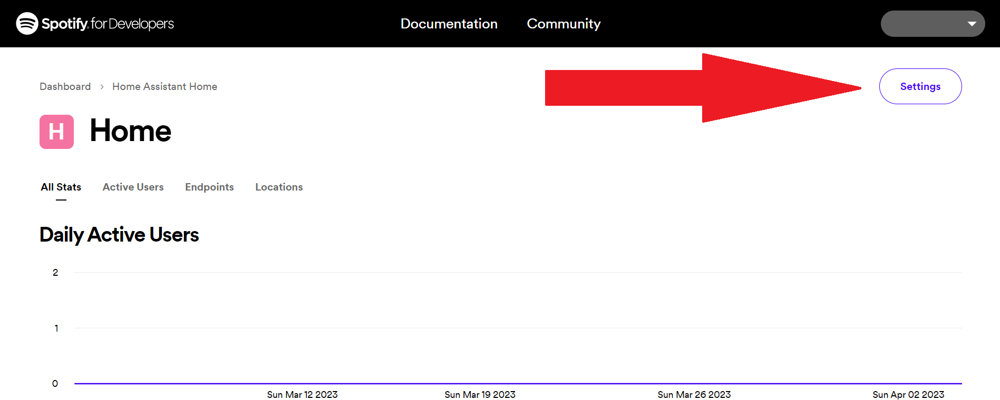 Spotify for Developers
Documentation
Community
Dashboard > Home Assistant Home
Settings
H
Home
All Stats
Active Users
Endpoints
Locations
Daily Active Users
2
1
0
Sun Mar 12 2023
Sun Mar 19 2023
Sun Mar 26 2023
Sun Apr 02 2023